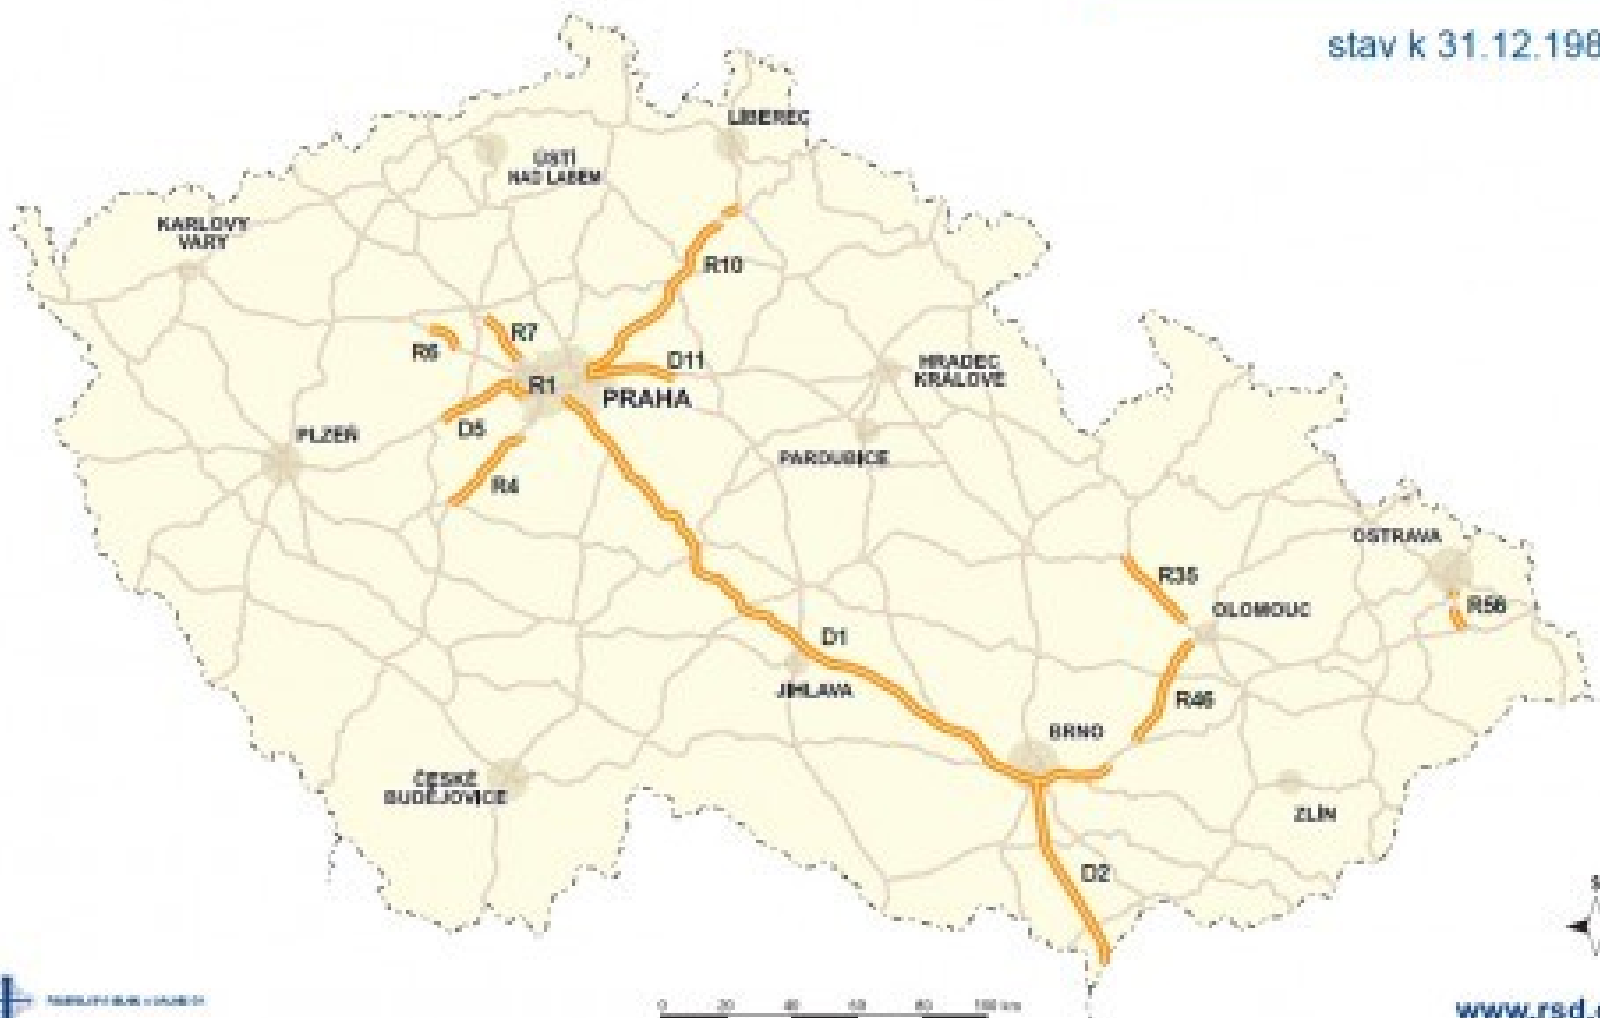 stav k 31.12.198
LIBEREC
ÚSTÍ
NAD LABEM
KARLOVY
VARY
R10
R7
R6
D11
HRADEC
KRÁLOVÉ
R1
PRAHA
D5
PLZEŇ
PARDUBICE
R4
OSTRAVA
R35
R56
OLOMOUC
D1
JIHLAVA
R46
BRNO
ČESKÉ
BUDĚJOVICE
ZLÍN
D2
0 20 40 60 80 100 km
www.rsd.